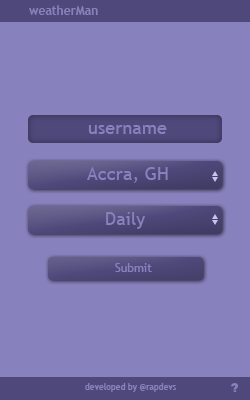 weatherMan
username
Accra, GH
Daily
Submit
developed by @rapdevs
?